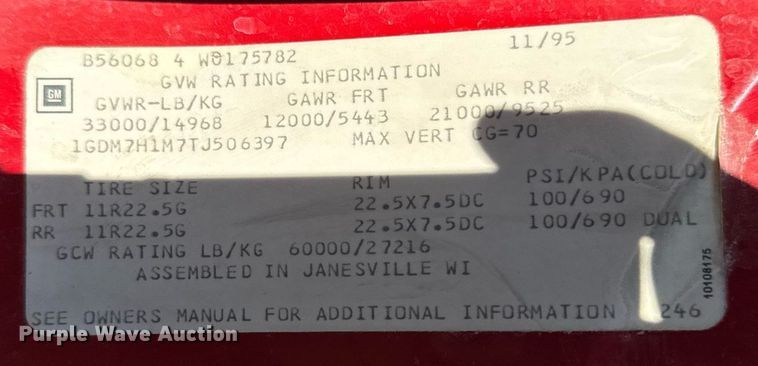 11/95
B56068 4 W0175782
GVW RATING INFORMATION
GM
GVWR-LB/KG GAWR FRT GAWR RR
33000/14968 12000/5443 21000/9525
1GDM7H1M7TJ506397 MAX VERT CG=70
TIRE SIZE RIM PSI/KPA(COLD)
FRT 11R22.5G 22.5X7.5DC 100/690
RR 11R22.5G 22.5X7.5DC 100/690 DUAL
GCW RATING LB/KG 60000/27216
ASSEMBLED IN JANESVILLE WI
10108175
SEE OWNERS MANUAL FOR ADDITIONAL INFORMATION 246
Purple Wave Auction